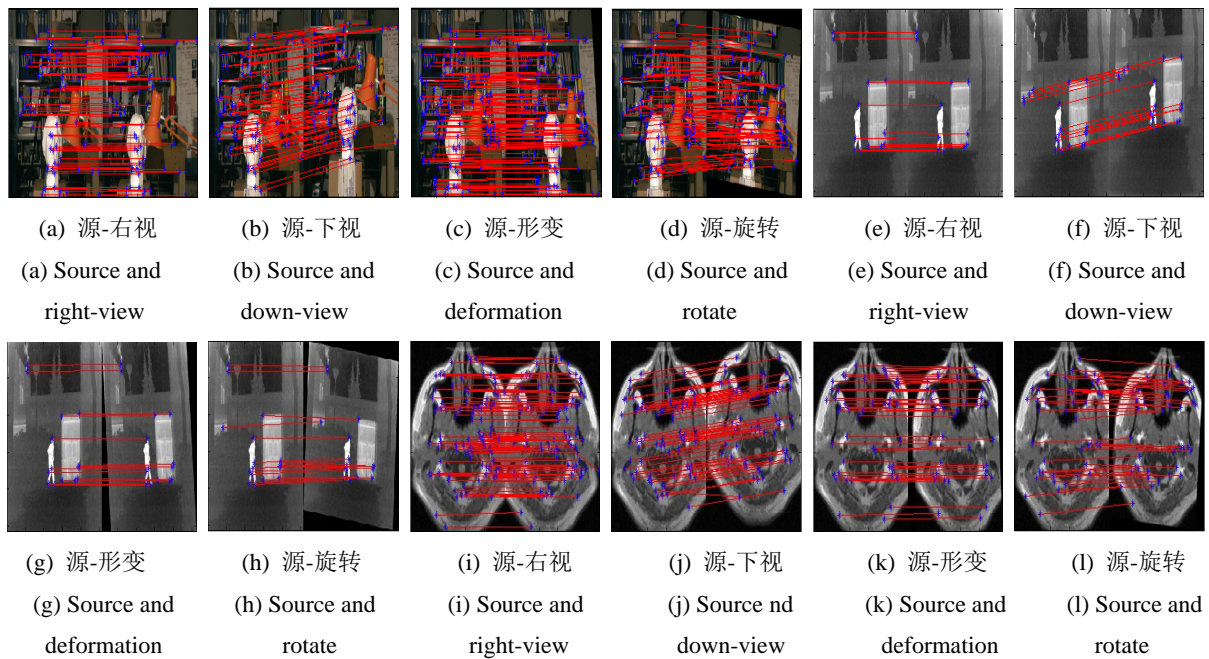 (a) 源-右视 (b) 源-下视 (c) 源-形变 (d) 源-旋转 (e) 源-右视 (f) 源-下视
(a) Source and (b) Source and (c) Source and (d) Source and (e) Source and (f) Source and
right-view down-view deformation rotate right-view down-view
(g) 源-形变 (h) 源-旋转 (i) 源-右视 (j) 源-下视 (k) 源-形变 (l) 源-旋转
(g) Source and (h) Source and (i) Source and (j) Source nd (k) Source and (l) Source and
deformation rotate right-view down-view deformation rotate